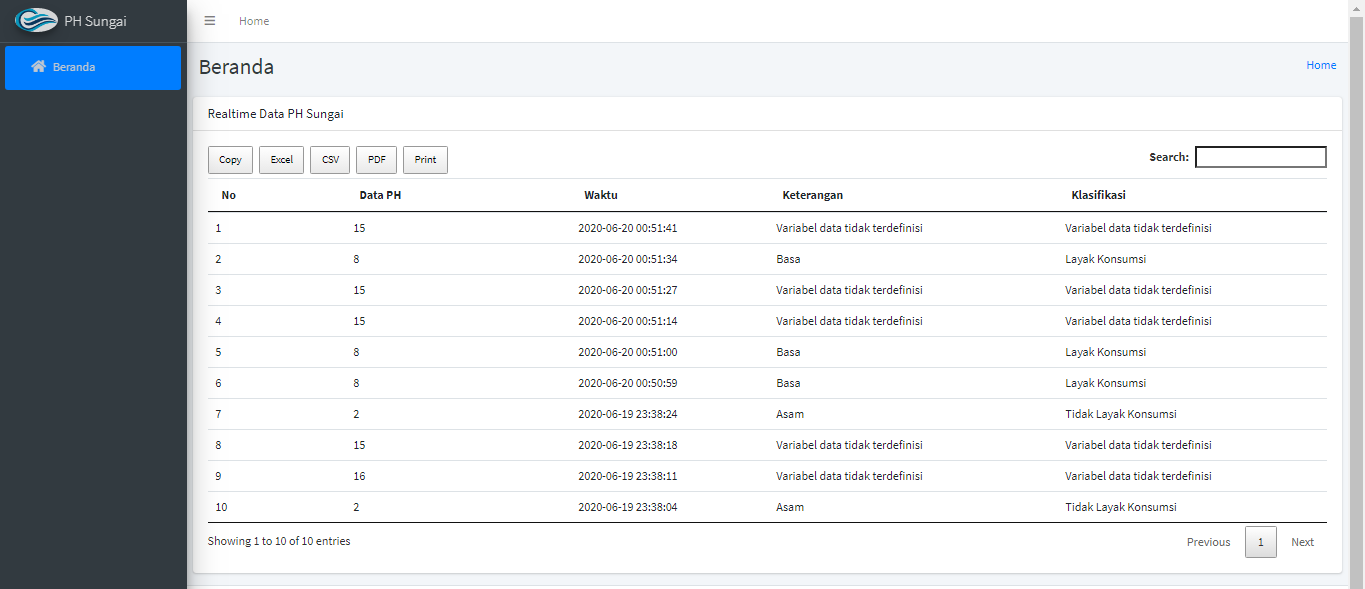 PH Sungai
Home
Beranda
Beranda
Home
Realtime Data PH Sungai
Copy Excel CSV PDF Print Search:
No Data PH Waktu Keterangan Klasifikasi
1 15 2020-06-20 00:51:41 Variabel data tidak terdefinisi Variabel data tidak terdefinisi
2 8 2020-06-20 00:51:34 Basa Layak Konsumsi
3 15 2020-06-20 00:51:27 Variabel data tidak terdefinisi Variabel data tidak terdefinisi
4 15 2020-06-20 00:51:14 Variabel data tidak terdefinisi Variabel data tidak terdefinisi
5 8 2020-06-20 00:51:00 Basa Layak Konsumsi
6 8 2020-06-20 00:50:59 Basa Layak Konsumsi
7 2 2020-06-19 23:38:24 Asam Tidak Layak Konsumsi
8 15 2020-06-19 23:38:18 Variabel data tidak terdefinisi Variabel data tidak terdefinisi
9 16 2020-06-19 23:38:11 Variabel data tidak terdefinisi Variabel data tidak terdefinisi
10 2 2020-06-19 23:38:04 Asam Tidak Layak Konsumsi
Showing 1 to 10 of 10 entries Previous 1 Next